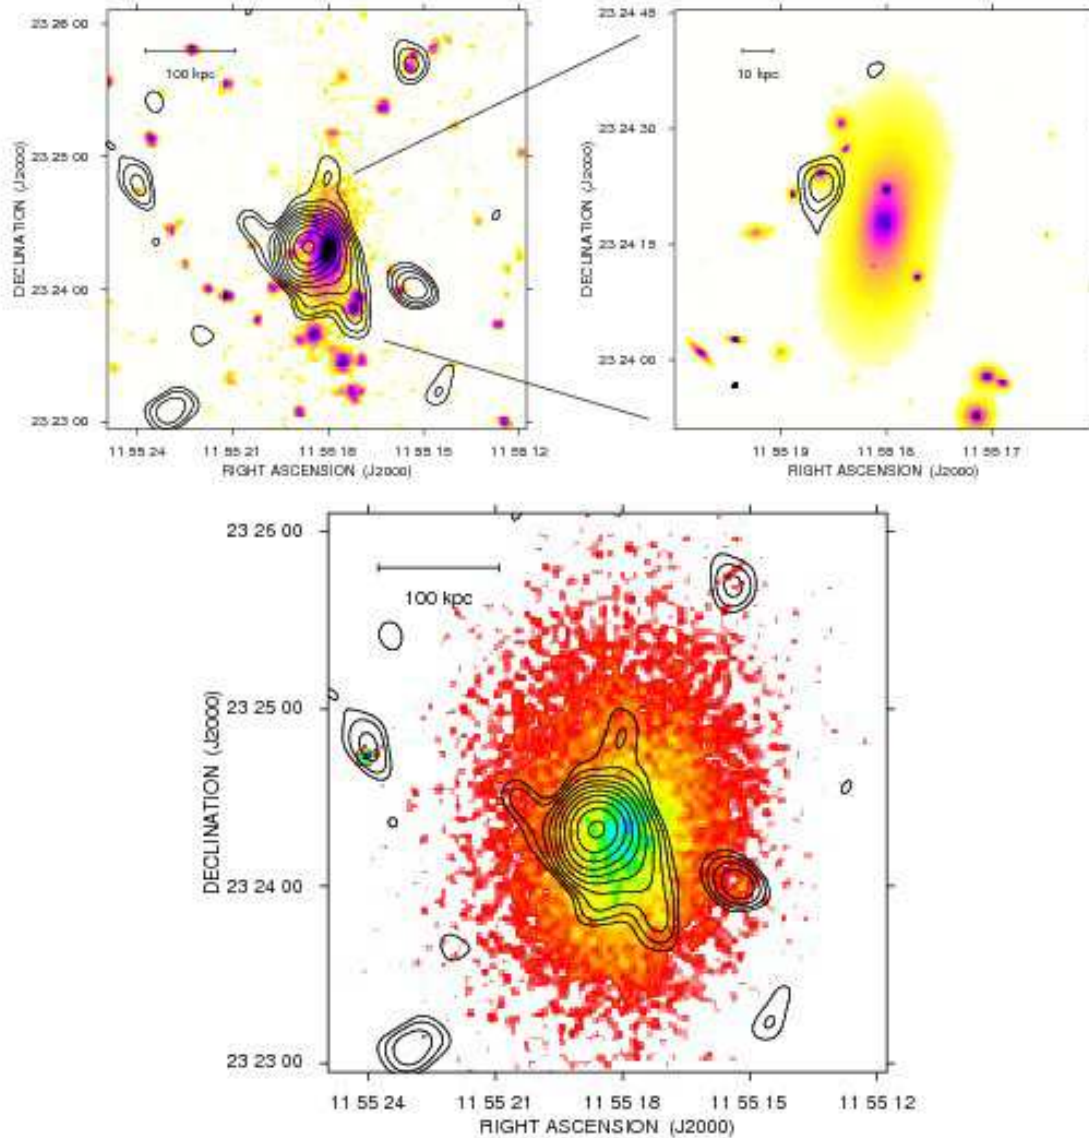 23 26 00
100 kpc
23 25 00
DECLINATION (J2000)
23 24 00
23 23 00
11 55 24
11 55 21
11 55 18
11 55 15
11 55 12
RIGHT ASCENSION (J2000)
23 24 45
10 kpc
23 24 30
DECLINATION (J2000)
23 24 15
23 24 00
11 55 19
11 55 18
11 55 17
RIGHT ASCENSION (J2000)
23 26 00
100 kpc
23 25 00
DECLINATION (J2000)
23 24 00
23 23 00
11 55 24
11 55 21
11 55 18
11 55 15
11 55 12
RIGHT ASCENSION (J2000)